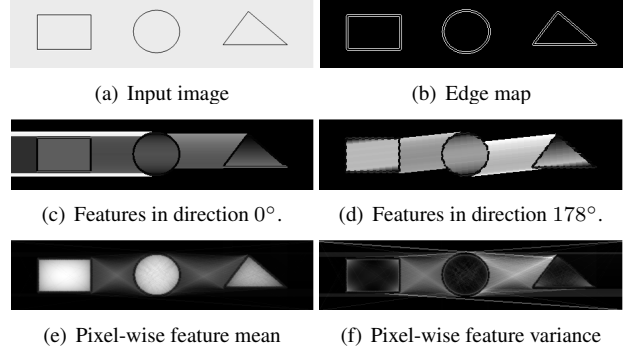 (a) Input image
(b) Edge map
(c) Features in direction 0°.
(d) Features in direction 178°.
(e) Pixel-wise feature mean
(f) Pixel-wise feature variance